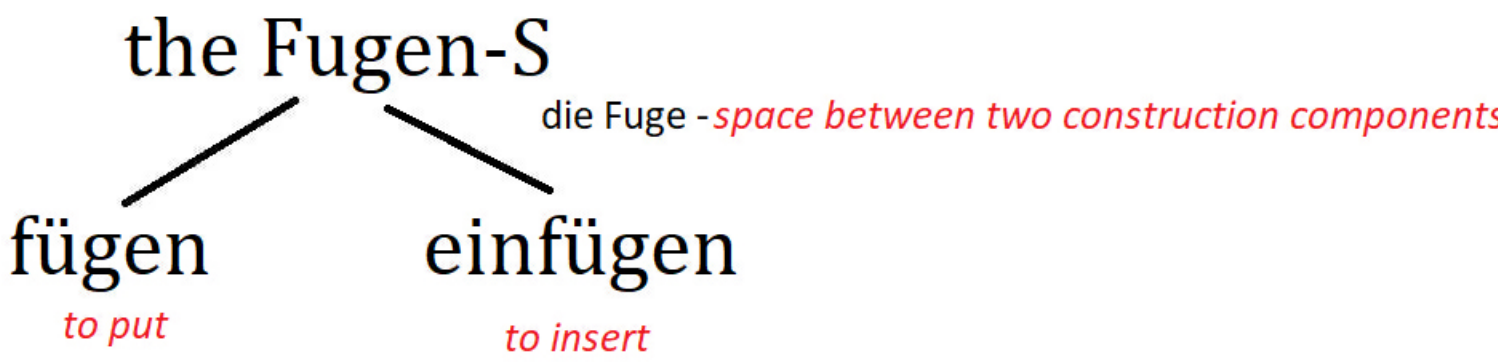 the Fugen-S
die Fuge - space between two construction components
fügen einfügen
to put to insert